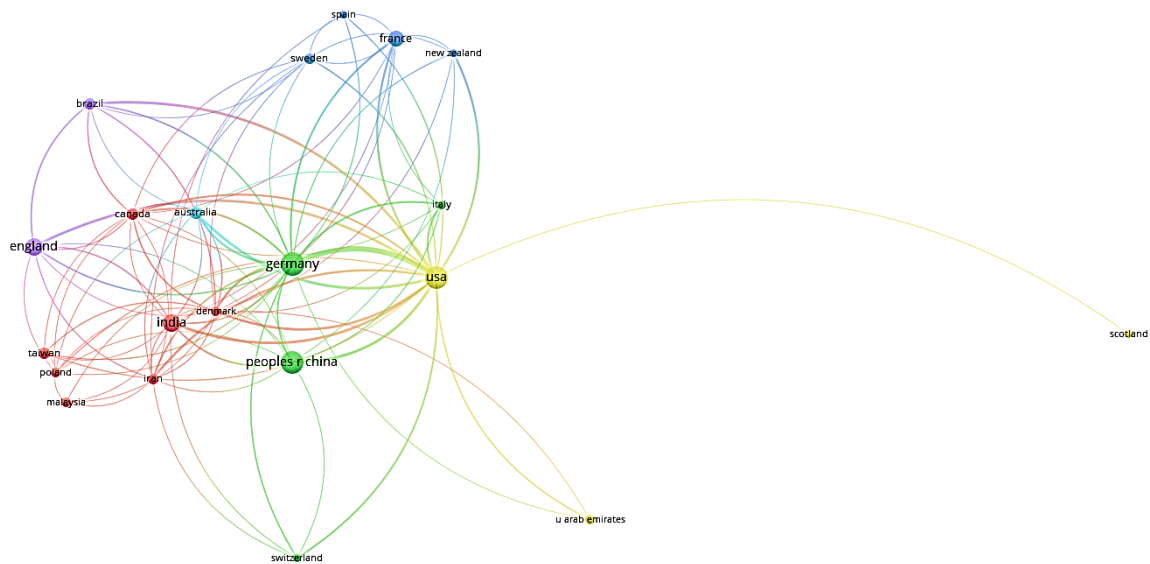 spain
france
new zealand
sweden
brazil
italy
canada
australia
england
germany
usa
denmark
india
scotland
taiwan
peoples r china
poland
iran
malaysia
u arab emirates
switzerland